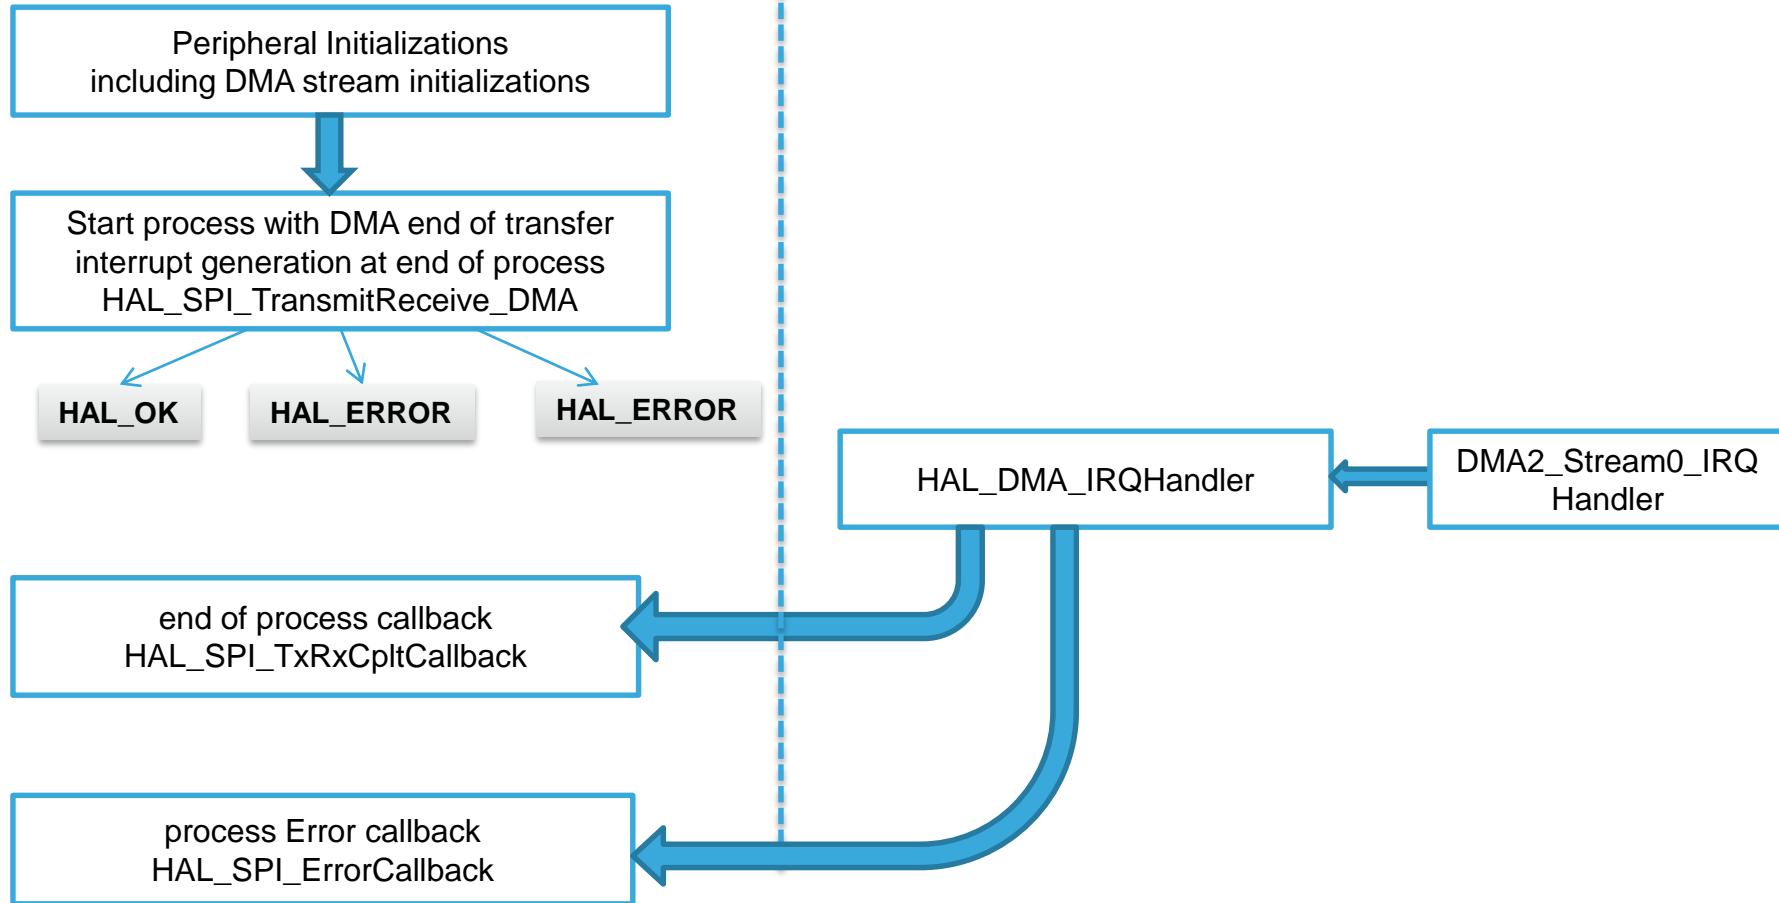 Peripheral Initializations
including DMA stream initializations
Start process with DMA end of transfer
interrupt generation at end of process
HAL_SPI_TransmitReceive_DMA
HAL_OK
HAL_ERROR
HAL_ERROR
HAL_DMA_IRQHandler
DMA2_Stream0_IRQ
Handler
end of process callback
HAL_SPI_TxRxCpltCallback
process Error callback
HAL_SPI_ErrorCallback